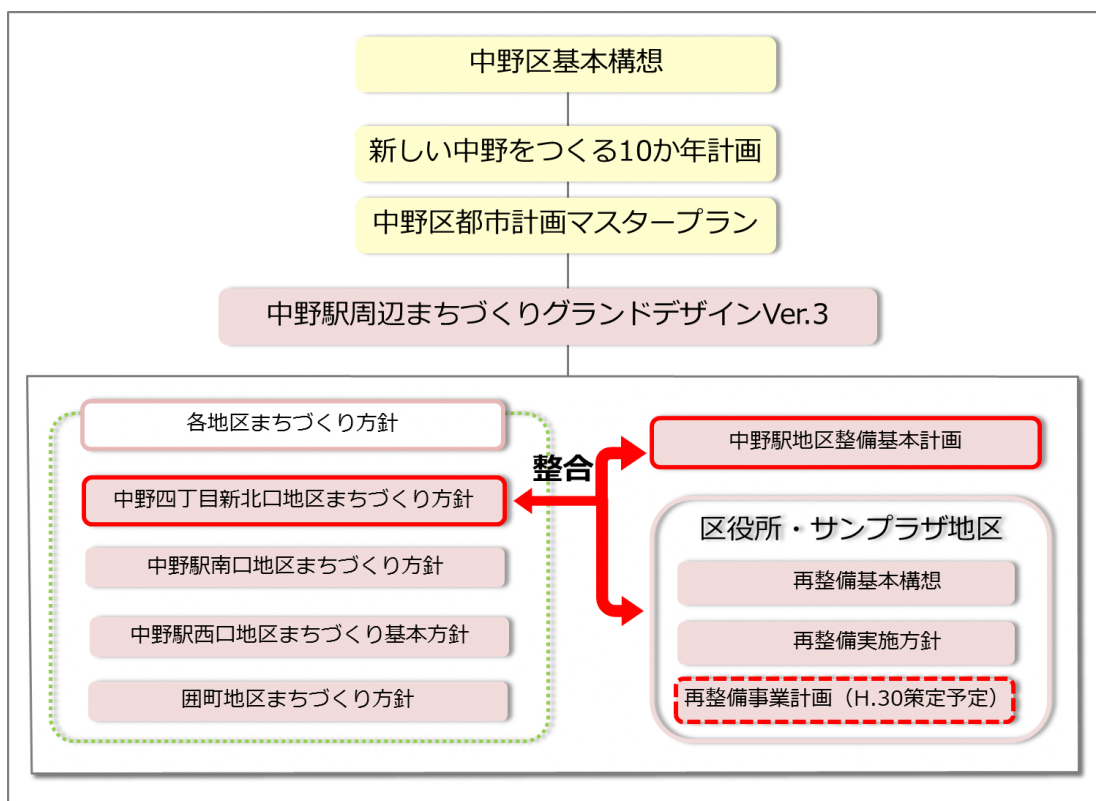 中野区基本構想
新しい中野をつくる10か年計画
中野区都市計画マスタープラン
中野駅周辺まちづくりグランドデザインVer.3
各地区まちづくり方針
中野四丁目新北口地区まちづくり方針
中野駅南口地区まちづくり方針
中野駅西口地区まちづくり基本方針
囲町地区まちづくり方針
整合
中野駅地区整備基本計画
区役所・サンプラザ地区
再整備基本構想
再整備実施方針
再整備事業計画（H.30策定予定）